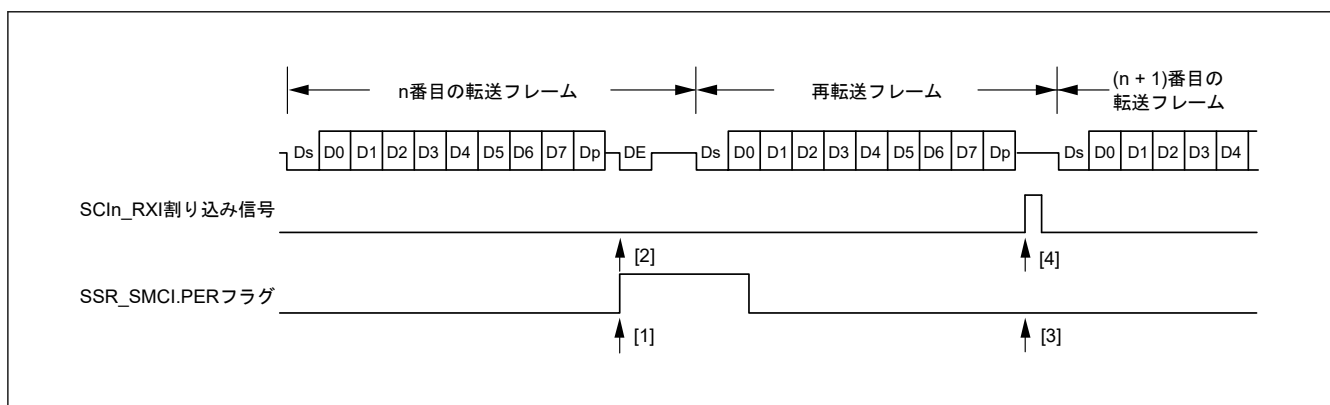 n番目の転送フレーム
再転送フレーム
(n + 1)番目の
転送フレーム
Ds D0 D1 D2 D3 D4 D5 D6 D7 Dp DE Ds D0 D1 D2 D3 D4 D5 D6 D7 Dp Ds D0 D1 D2 D3 D4
SCIn_RXI割り込み信号
[2] [4]
SSR_SMCI.PERフラグ
[1] [3]